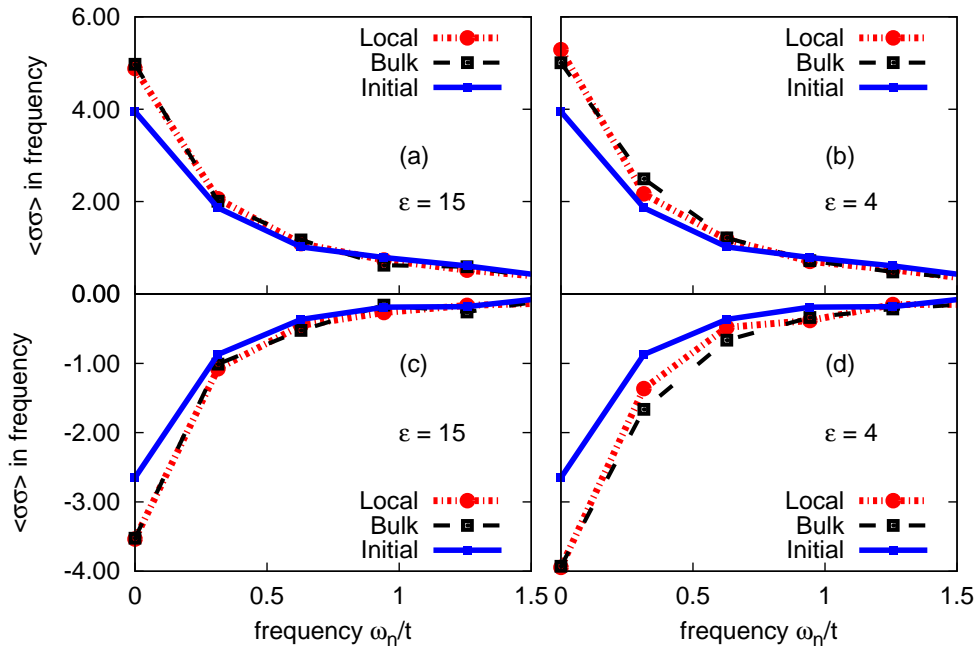 6.00
4.00
2.00
0.00
<σσ> in frequency
Local
Bulk
Initial
(a)
ε = 15
Local
Bulk
Initial
(b)
ε = 4
-1.00
-2.00
-3.00
-4.00
<σσ> in frequency
(c)
ε = 15
Local
Bulk
Initial
(d)
ε = 4
Local
Bulk
Initial
0 0.5 1
0 0.5 1 1.5
frequency ωn/t
frequency ωn/t